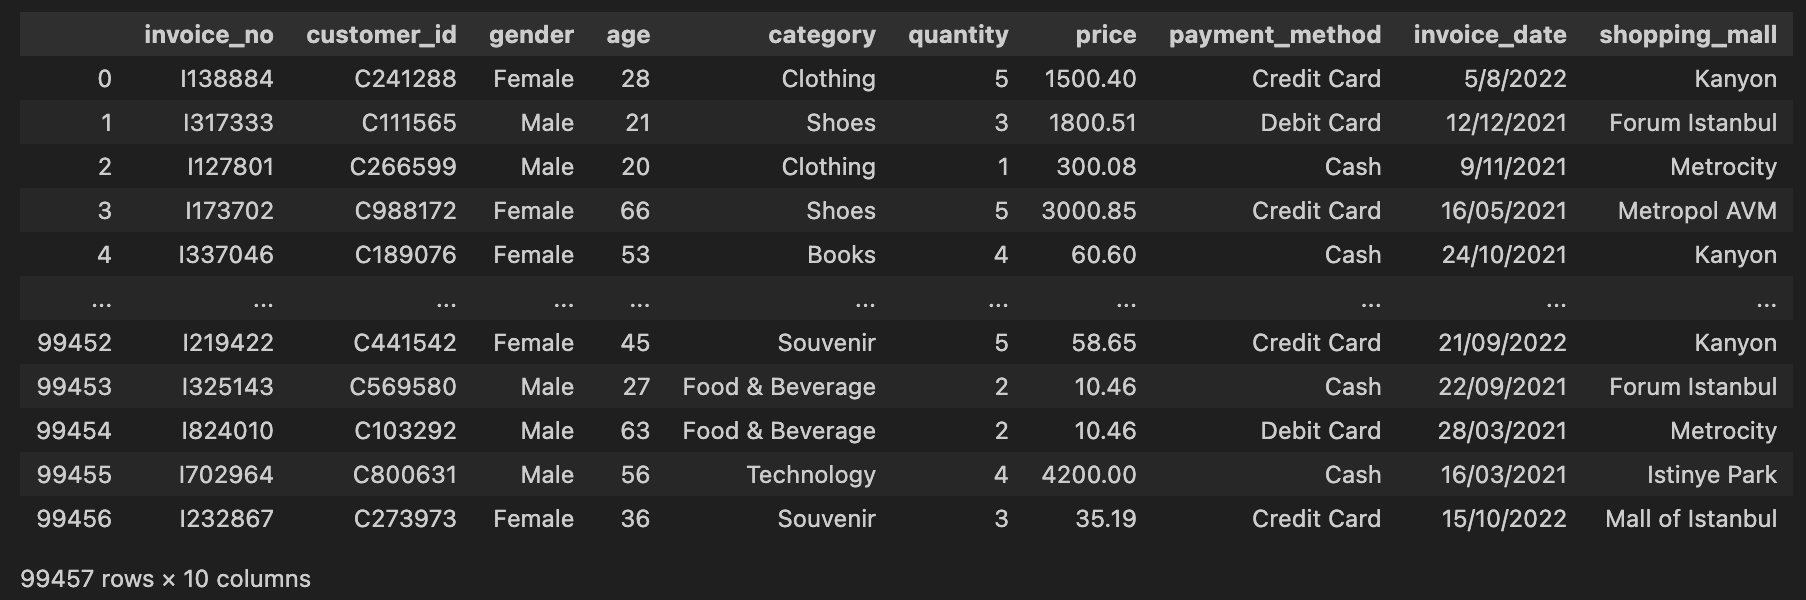 invoice_no customer_id gender age category quantity price payment_method invoice_date shopping_mall
0 I138884 C241288 Female 28 Clothing 5 1500.40 Credit Card 5/8/2022 Kanyon
1 I317333 C111565 Male 21 Shoes 3 1800.51 Debit Card 12/12/2021 Forum Istanbul
2 I127801 C266599 Male 20 Clothing 1 300.08 Cash 9/11/2021 Metrocity
3 I173702 C988172 Female 66 Shoes 5 3000.85 Credit Card 16/05/2021 Metropol AVM
4 I337046 C189076 Female 53 Books 4 60.60 Cash 24/10/2021 Kanyon
... ... ... ... ... ... ... ... ... ... ...
99452 I219422 C441542 Female 45 Souvenir 5 58.65 Credit Card 21/09/2022 Kanyon
99453 I325143 C569580 Male 27 Food & Beverage 2 10.46 Cash 22/09/2021 Forum Istanbul
99454 I824010 C103292 Male 63 Food & Beverage 2 10.46 Debit Card 28/03/2021 Metrocity
99455 I702964 C800631 Male 56 Technology 4 4200.00 Cash 16/03/2021 Istinye Park
99456 I232867 C273973 Female 36 Souvenir 3 35.19 Credit Card 15/10/2022 Mall of Istanbul
99457 rows × 10 columns